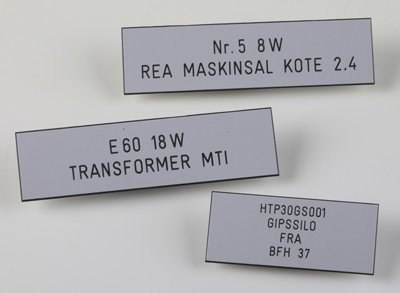 Nr. 5 8W
REA MASKINSAL KOTE 2.4
E60 18W
TRANSFORMER MTI
HTP30GS001
GIPSSILO
FRA
BFH 37